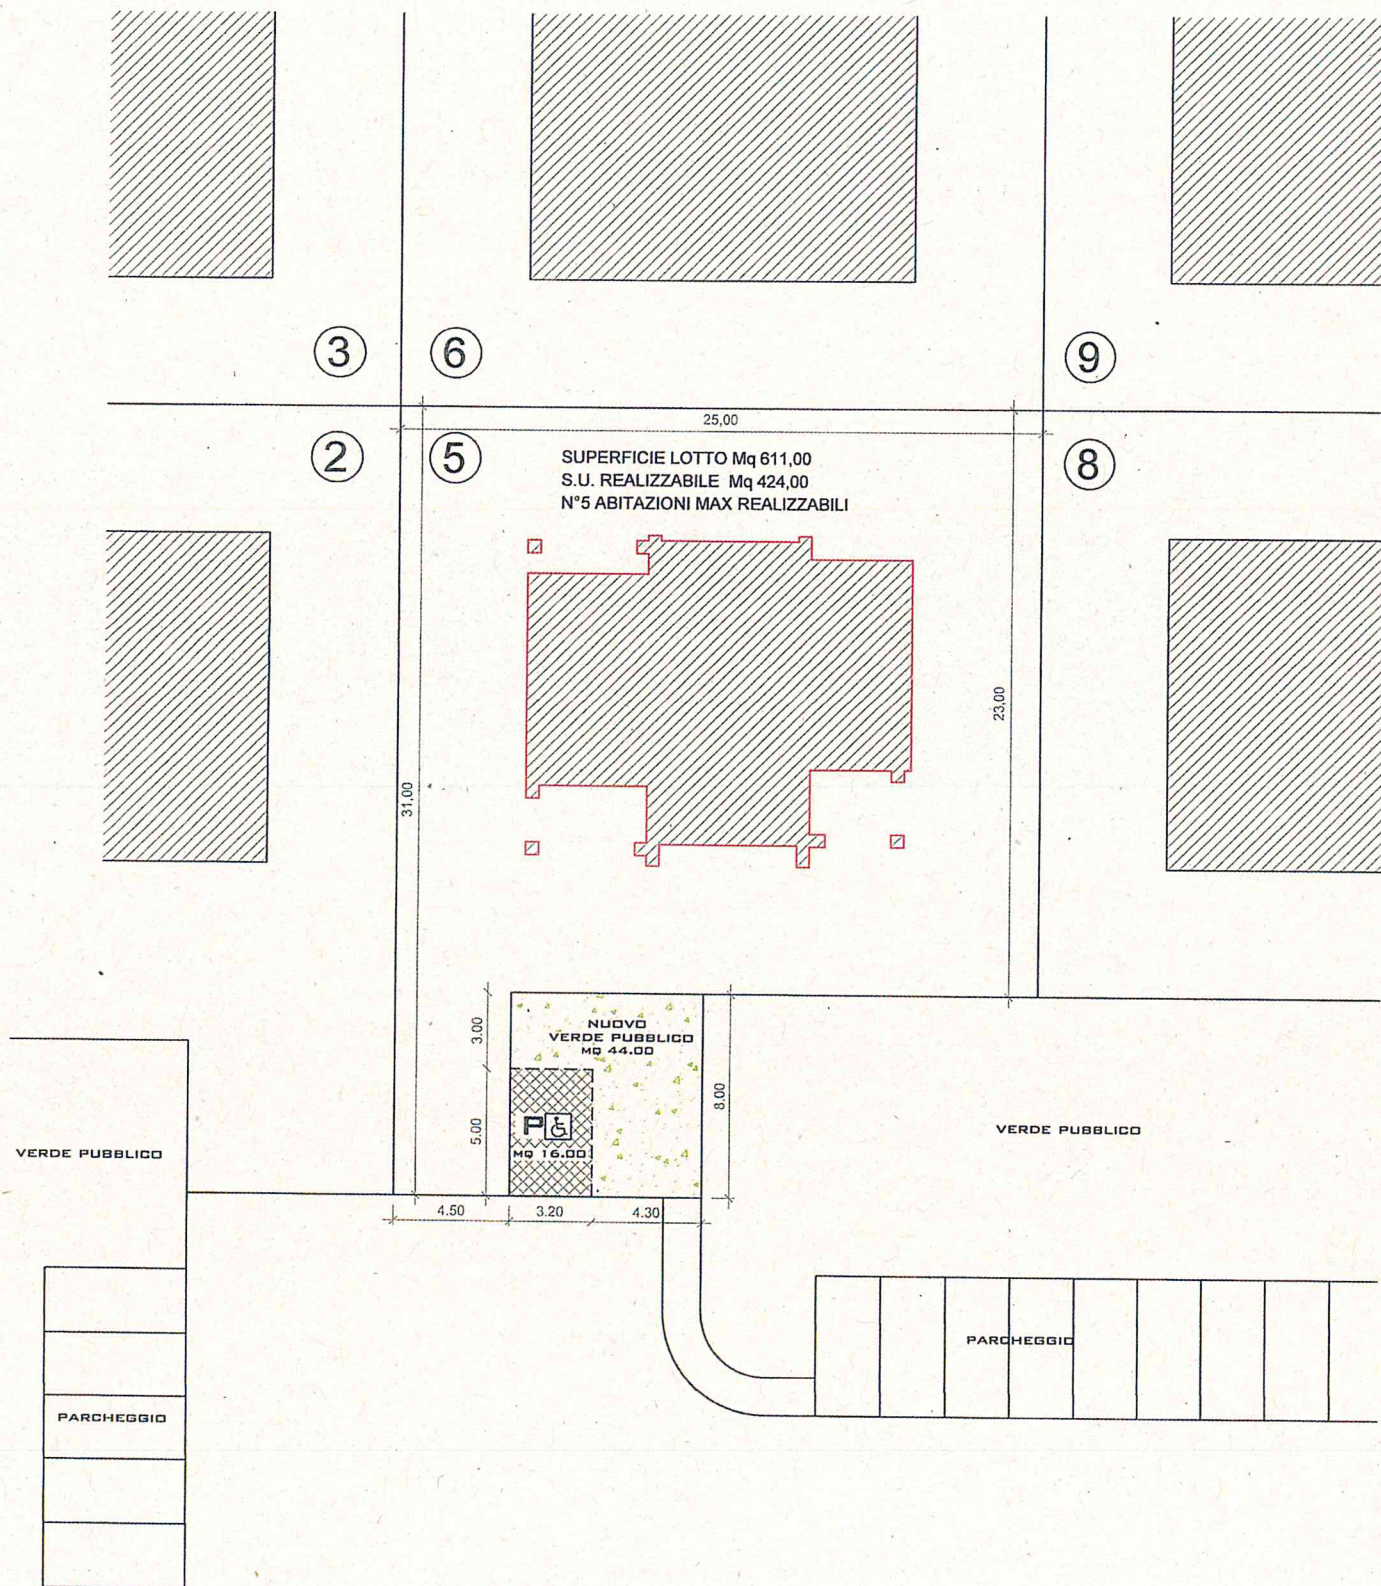 3
6
9
25,00
2
5
8
SUPERFICIE LOTTO Mq 611,00
S.U. REALIZZABILE Mq 424,00
N°5 ABITAZIONI MAX REALIZZABILI
23,00
31,00
3.00
NUOVO
VERDE PUBBLICO
MQ 44.00
8.00
5.00
P
MQ 16.00
VERDE PUBBLICO
VERDE PUBBLICO
4.50
3.20
4.30
PARCHEGGIO
PARCHEGGIO